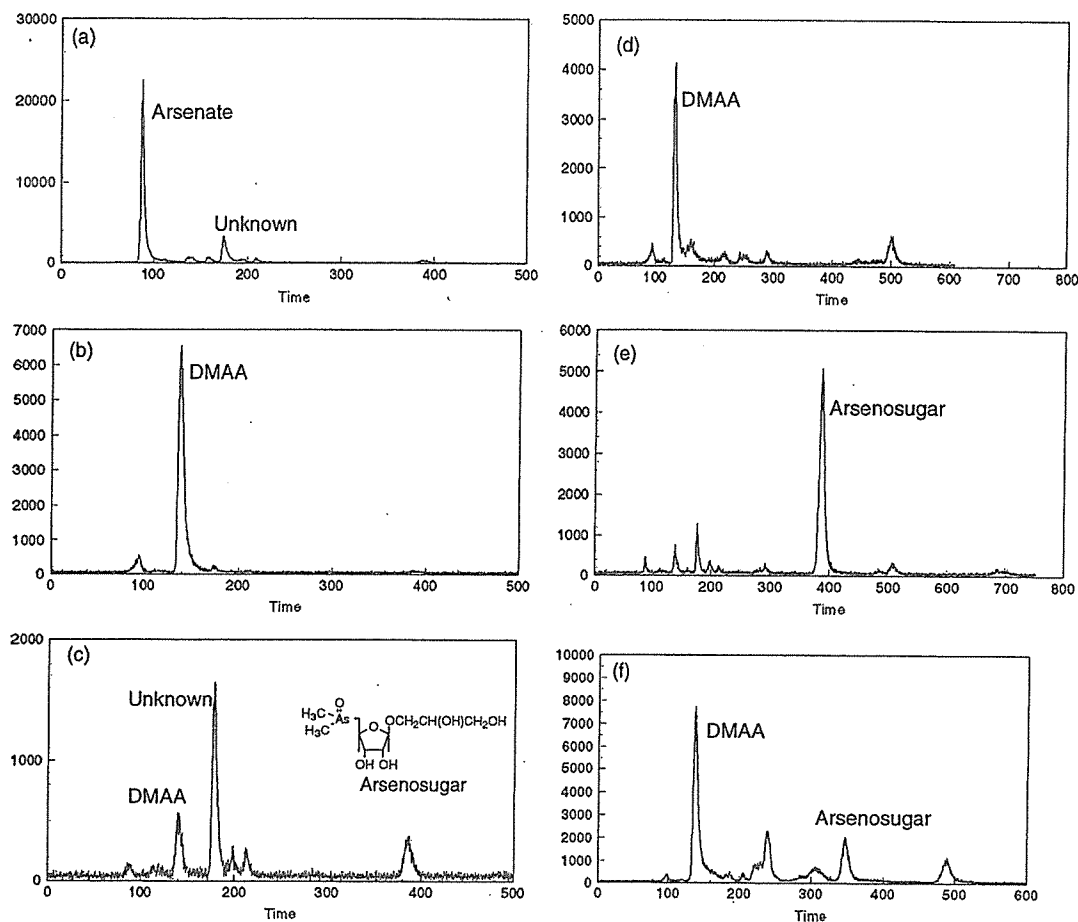 (a)
30000
20000
10000
0
Arsenate
Unknown
0 100 200 300 400 500
Time
(b)
7000
6000
5000
4000
3000
2000
1000
0
DMAA
0 100 200 300 400 500
Time
(c)
2000
1000
0
Unknown
DMAA
O
H₃C
As
H₃C
O
OCH₂CH(OH)CH₂OH
OH OH
Arsenosugar
0 100 200 300 400 500
Time
(d)
5000
4000
3000
2000
1000
0
DMAA
0 100 200 300 400 500 600 700 800
Time
(e)
6000
5000
4000
3000
2000
1000
0
Arsenosugar
0 100 200 300 400 500 600 700 800
Time
(f)
10000
9000
8000
7000
6000
5000
4000
3000
2000
1000
0
DMAA
Arsenosugar
0 100 200 300 400 500 600
Time